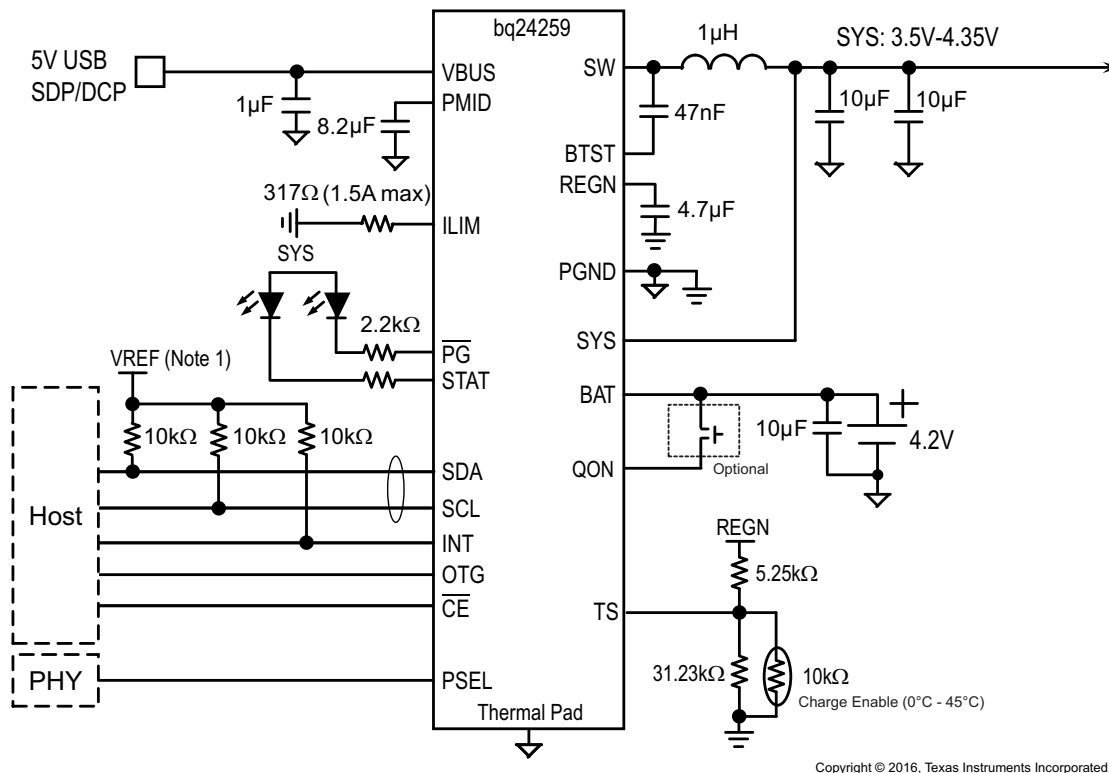 bq24259
5V USB
SDP/DCP
1µF
8.2µF
VBUS
PMID
317Ω (1.5A max)
ILIM
SYS
2.2kΩ
PG
STAT
VREF (Note 1)
10kΩ
10kΩ
10kΩ
Host
SDA
SCL
INT
OTG
CE
PHY
PSEL
Thermal Pad
SW
1µH
SYS: 3.5V-4.35V
47nF
10µF
10µF
BTST
REGN
4.7µF
PGND
SYS
BAT
10µF
4.2V
QON
Optional
REGN
5.25kΩ
TS
31.23kΩ
10kΩ
Charge Enable (0°C - 45°C)
Copyright © 2016, Texas Instruments Incorporated